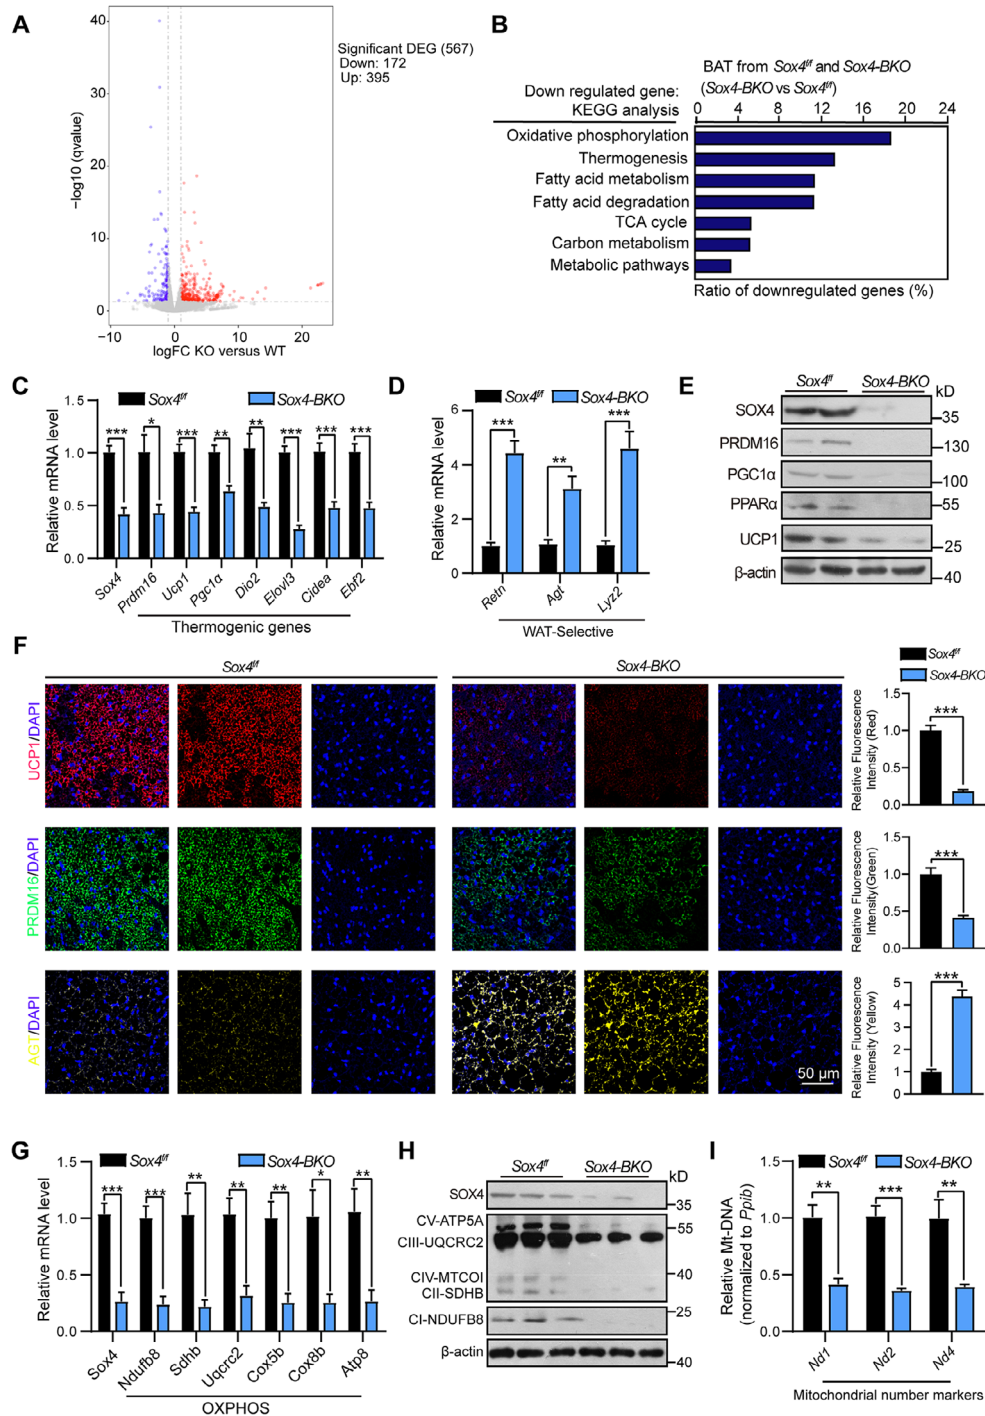 A
Significant DEG (567)
Down: 172
Up: 395
−log10 (qvalue)
40
30
20
10
0
−10
0
10
20
logFC KO versus WT
B
BAT from Sox4f/f and Sox4-BKO
(Sox4-BKO vs Sox4f/f)
Down regulated gene:
KEGG analysis
0 4 8 12 16 20 24
Oxidative phosphorylation
Thermogenesis
Fatty acid metabolism
Fatty acid degradation
TCA cycle
Carbon metabolism
Metabolic pathways
Ratio of downregulated genes (%)
C
Sox4f/f Sox4-BKO
Relative mRNA level
1.5
1.0
0.5
0.0
*** * *** ** ** *** *** ***
Sox4 Prdm16 Ucp1 Pgc1α Dio2 Elovl3 Cidea Ebf2
Thermogenic genes
D
Sox4f/f Sox4-BKO
Relative mRNA level
6
4
2
0
*** ** ***
Retn Agt Lyz2
WAT-Selective
E
Sox4f/f Sox4-BKO
kD
SOX4 35
PRDM16 130
PGC1α 100
PPARα 55
UCP1 25
β-actin 40
F
Sox4f/f Sox4-BKO
Sox4f/f
Sox4-BKO
UCP1/DAPI
Relative Fluorescence
Intensity (Red)
1.5
1.0
0.5
0.0
***
PRDM16/DAPI
Relative Fluorescence
Intensity(Green)
1.5
1.0
0.5
0.0
***
AGT/DAPI
50 μm
Relative Fluorescence
Intensity (Yellow)
5
4
2
1
0
***
G
Sox4f/f Sox4-BKO
Relative mRNA level
1.5
1.0
0.5
0.0
*** *** ** ** ** * **
Sox4 Ndufb8 Sdhb Uqcrc2 Cox5b Cox8b Atp8
OXPHOS
H
Sox4f/f Sox4-BKO
kD
SOX4 35
CV-ATP5A 55
CIII-UQCRC2
CIV-MTCOI 40
CII-SDHB
CI-NDUFB8 25
β-actin 40
I
Sox4f/f Sox4-BKO
Relative Mt-DNA
(normalized to Ppib)
1.5
1.0
0.5
0.0
** *** **
Nd1 Nd2 Nd4
Mitochondrial number markers